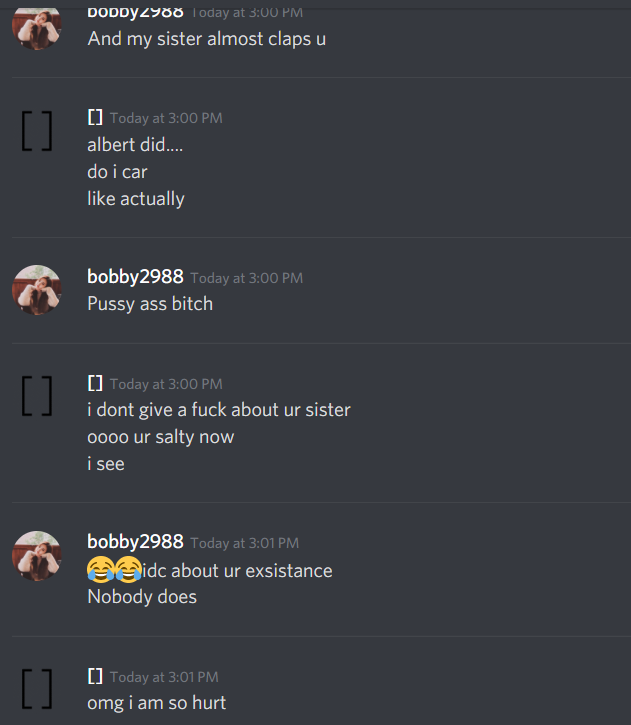 bobby2988 Today at 3:00 PM
And my sister almost claps u
[] Today at 3:00 PM
albert did....
do i car
like actually
bobby2988 Today at 3:00 PM
Pussy ass bitch
[] Today at 3:00 PM
i dont give a fuck about ur sister
oooo ur salty now
i see
bobby2988 Today at 3:01 PM
😂😂idc about ur exsistance
Nobody does
[] Today at 3:01 PM
omg i am so hurt